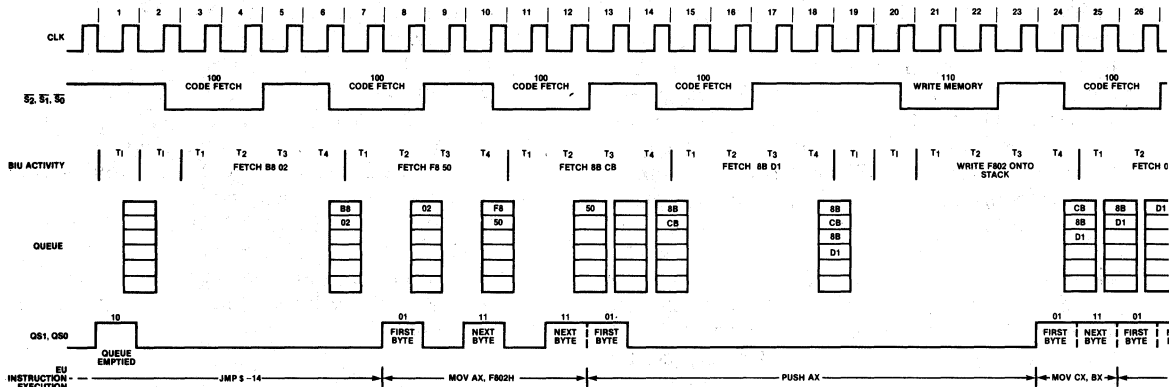 1 2 3 4 5 6 7 8 9 10 11 12 13 14 15 16 17 18 19 20 21 22 23 24 25 26
CLK
100 100 100 100 110 100
CODE FETCH CODE FETCH CODE FETCH CODE FETCH WRITE MEMORY CODE FETCH
S2, S1, S0
TI TI T1 T2 T3 T4 T1 T2 T3 T4 T1 T2 T3 T4 T1 T2 T3 T4 TI TI T1 T2 T3 T4 T1 T2
BIU ACTIVITY FETCH B8 02 FETCH F8 50 FETCH 8B CB FETCH 8B D1 WRITE F802 ONTO FETCH 0
STACK
B8 02 F8 50 8B 8B CB 8B D1
02 50 CB CB 8B D1
QUEUE 8B D1
D1
10 01 11 11 01 01 11 01
QS1, QS0 FIRST NEXT NEXT FIRST FIRST NEXT FIRST
BYTE BYTE BYTE BYTE BYTE BYTE BYTE
QUEUE
EMPTIED
EU
INSTRUCTION JMP $ -14 MOV AX, F802H PUSH AX MOV CX, BX
EXECUTION